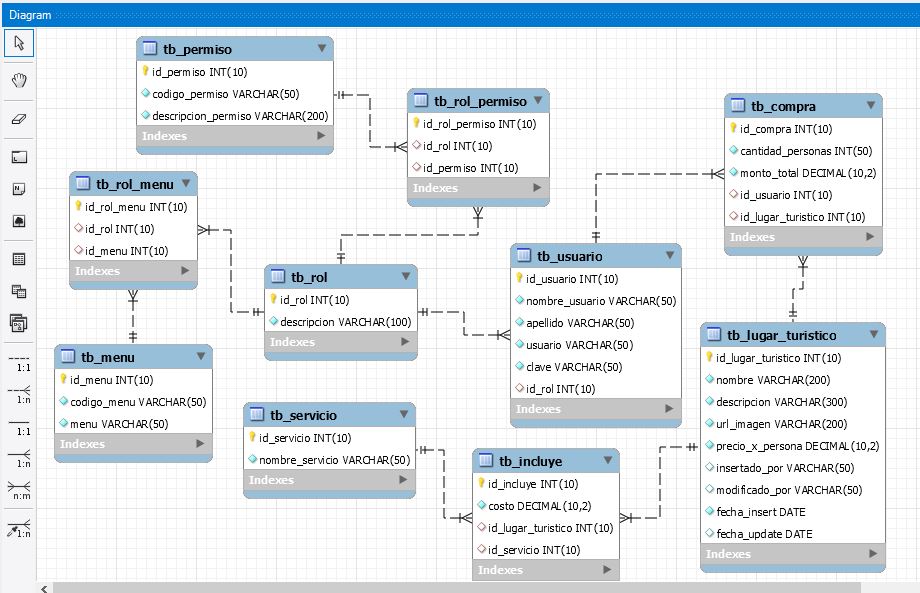 Diagram
tb_permiso
id_permiso INT(10)
codigo_permiso VARCHAR(50)
descripcion_permiso VARCHAR(200)
Indexes
tb_rol_permiso
id_rol_permiso INT(10)
id_rol INT(10)
id_permiso INT(10)
Indexes
tb_compra
id_compra INT(10)
cantidad_personas INT(50)
monto_total DECIMAL(10,2)
id_usuario INT(10)
id_lugar_turistico INT(10)
Indexes
tb_rol_menu
id_rol_menu INT(10)
id_rol INT(10)
id_menu INT(10)
Indexes
tb_rol
id_rol INT(10)
descripcion VARCHAR(100)
Indexes
tb_usuario
id_usuario INT(10)
nombre_usuario VARCHAR(50)
apellido VARCHAR(50)
usuario VARCHAR(50)
clave VARCHAR(50)
id_rol INT(10)
Indexes
tb_lugar_turistico
id_lugar_turistico INT(10)
nombre VARCHAR(200)
descripcion VARCHAR(300)
url_imagen VARCHAR(200)
precio_x_persona DECIMAL(10,2)
insertado_por VARCHAR(50)
modificado_por VARCHAR(50)
fecha_insert DATE
fecha_update DATE
Indexes
tb_menu
id_menu INT(10)
codigo_menu VARCHAR(50)
menu VARCHAR(50)
Indexes
tb_servicio
id_servicio INT(10)
nombre_servicio VARCHAR(50)
Indexes
tb_incluye
id_incluye INT(10)
costo DECIMAL(10,2)
id_lugar_turistico INT(10)
id_servicio INT(10)
Indexes
1:1
1:n
1:1
1:n
n:m
1:n